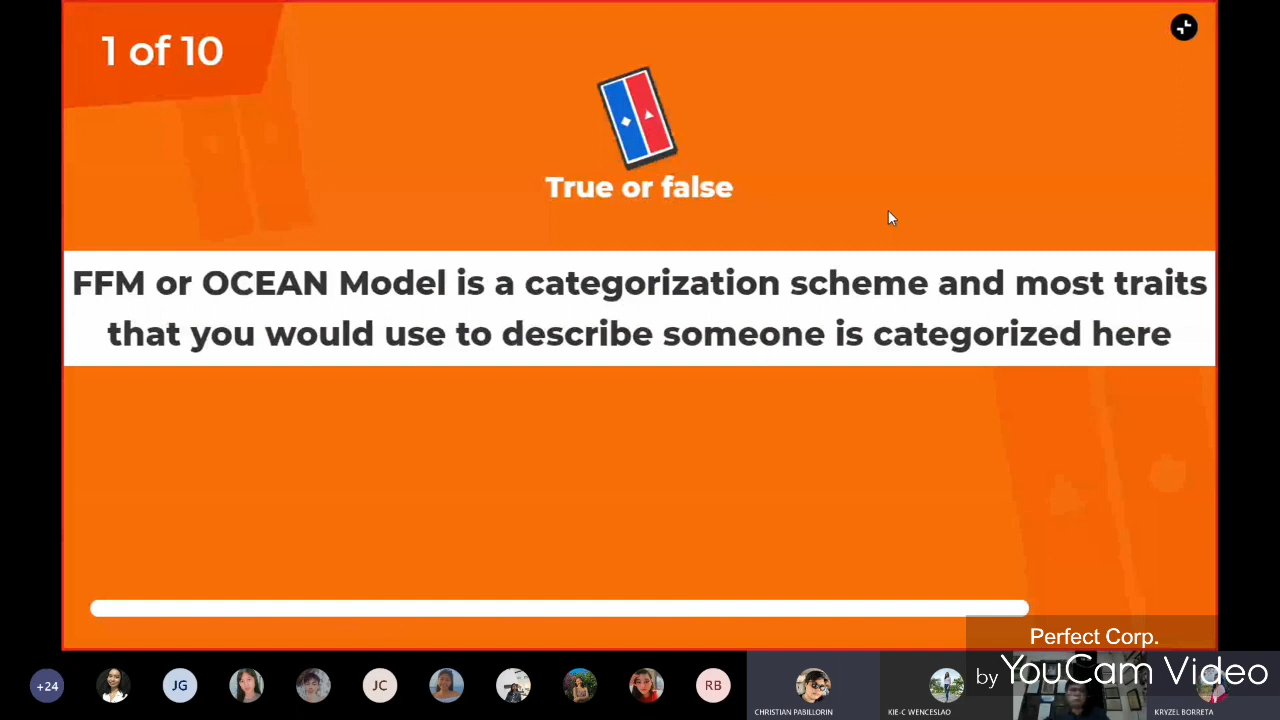 1 of 10
True or false
FFM or OCEAN Model is a categorization scheme and most traits
that you would use to describe someone is categorized here
Perfect Corp.
by YouCam Video
+24
JG
JC
RB
CHRISTIAN PABILLORIN
KIE-C WENCESLAO
KRYZEL BORRETA